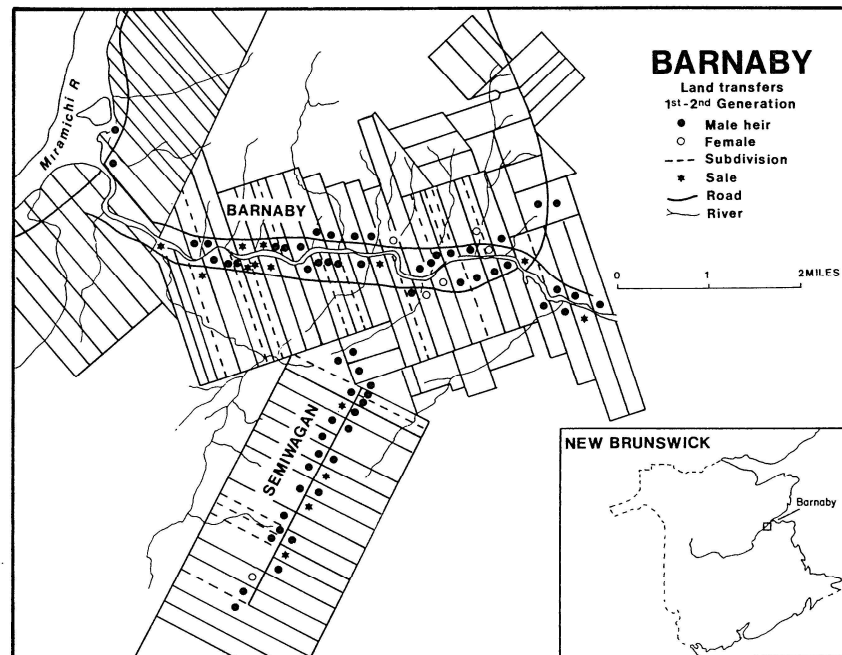 BARNABY
Land transfers
1st-2nd Generation
Male heir
Female
Subdivision
Sale
Road
River
Miramichi R
BARNABY
0 1 2 MILES
SEMIWAGAN
NEW BRUNSWICK
Barnaby